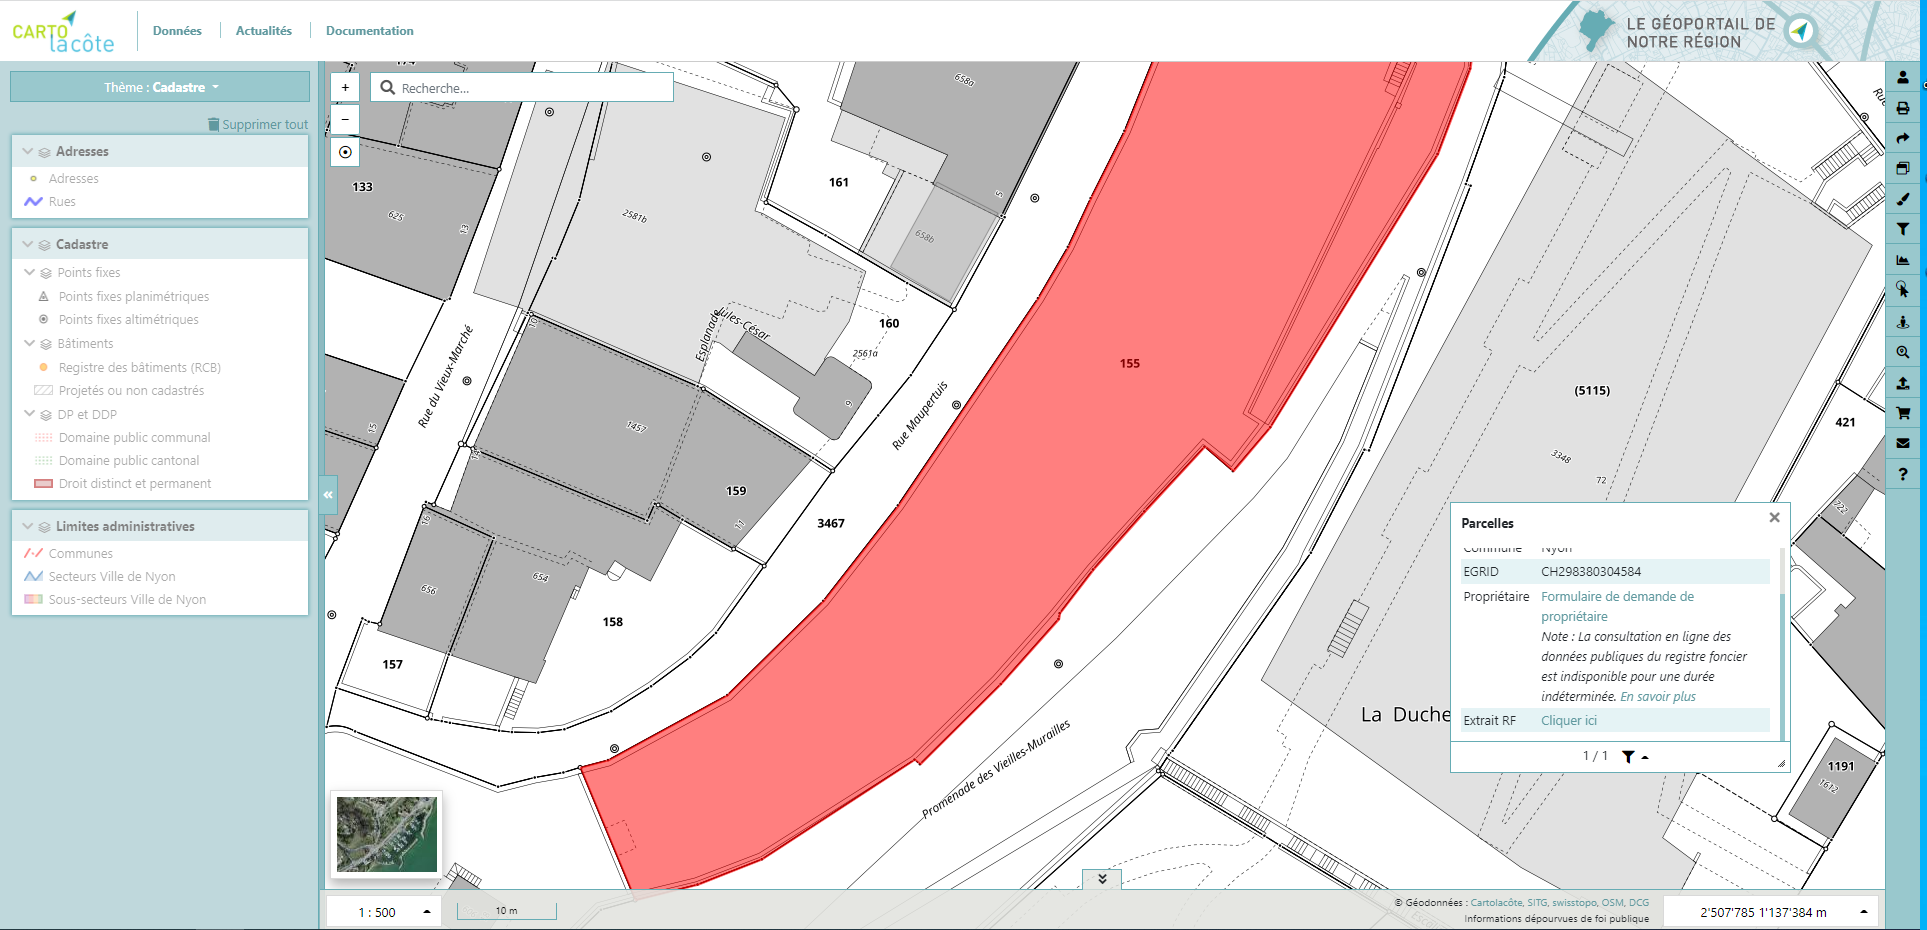 CARTO
la côte
Données
Actualités
Documentation
LE GÉOPORTAIL DE
NOTRE RÉGION
Thème : Cadastre
Supprimer tout
Adresses
Adresses
Rues
Cadastre
Points fixes
Points fixes planimétriques
Points fixes altimétriques
Bâtiments
Registre des bâtiments (RCB)
Projetés ou non cadastrés
DP et DDP
Domaine public communal
Domaine public cantonal
Droit distinct et permanent
Limites administratives
Communes
Secteurs Ville de Nyon
Sous-secteurs Ville de Nyon
+
−
Recherche...
«
174
658a
133
625
13
161
5
2581b
658b
Rue
160
Esplanade
Jules-César
2561a
10
9
155
Rue du Vieux-Marché
Rue Maupertuis
(5115)
421
15
1457
14
3348
72
159
11
722
16
3467
654
656
158
157
La Duche
Promenade des Vieilles-Murailles
1191
1612
Parcelles
Commune Nyon
EGRID CH298380304584
Propriétaire Formulaire de demande de
propriétaire
Note : La consultation en ligne des
données publiques du registre foncier
est indisponible pour une durée
indéterminée. En savoir plus
Extrait RF Cliquer ici
1 / 1
?
1 : 500
10 m
© Géodonnées : Cartolacôte, SITG, swisstopo, OSM, DCG
Informations dépourvues de foi publique
2'507'785 1'137'384 m